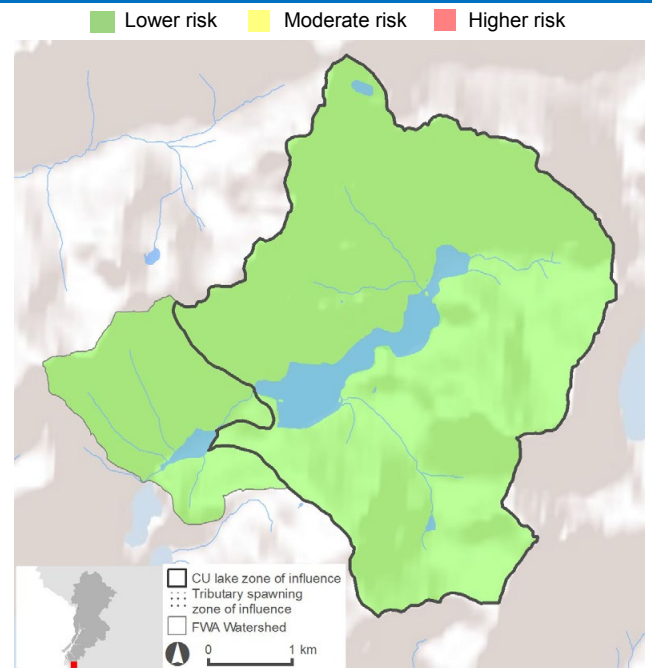 Lower risk Moderate risk Higher risk
CU lake zone of influence
Tributary spawning
zone of influence
FWA Watershed
0 1 km